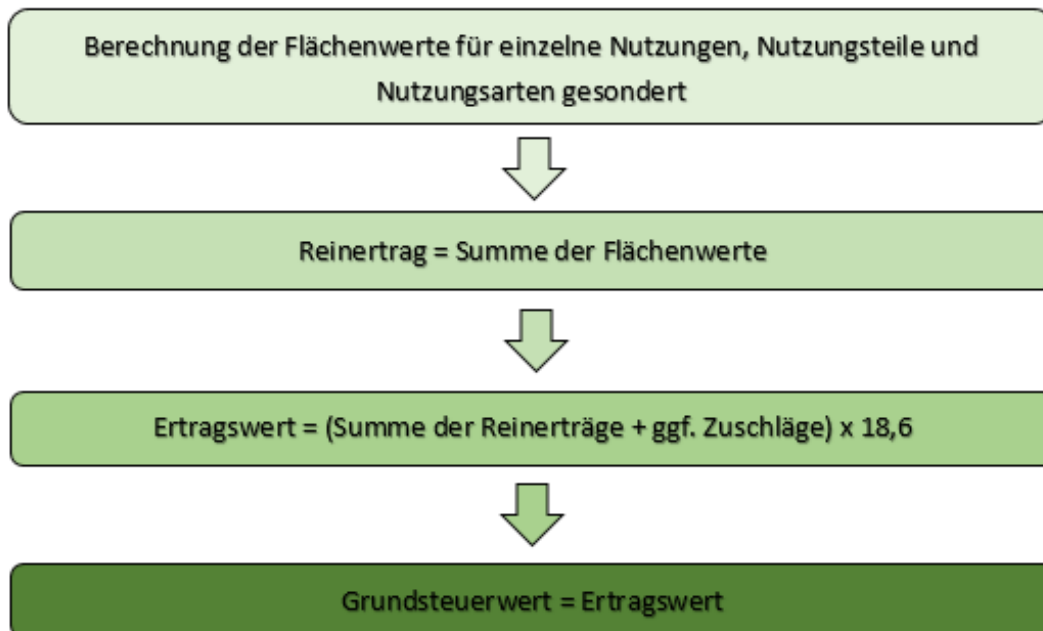 Berechnung der Flächenwerte für einzelne Nutzungen, Nutzungsteile und
Nutzungsarten gesondert
Reinertrag = Summe der Flächenwerte
Ertragswert = (Summe der Reinerträge + ggf. Zuschläge) x 18,6
Grundsteuerwert = Ertragswert